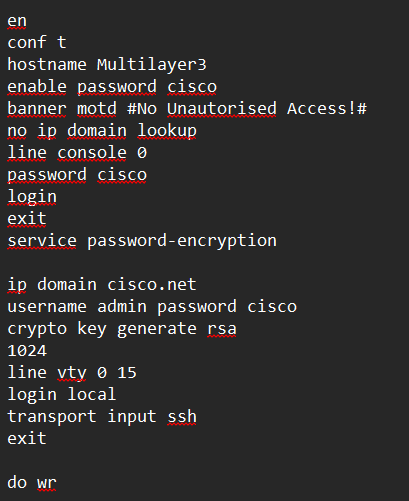 en
conf t
hostname Multilayer3
enable password cisco
banner motd #No Unautorised Access!#
no ip domain lookup
line console 0
password cisco
login
exit
service password-encryption
ip domain cisco.net
username admin password cisco
crypto key generate rsa
1024
line vty 0 15
login local
transport input ssh
exit
do wr